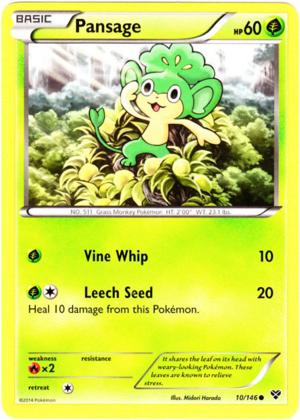 BASIC
Pansage
HP60
NO. 511 Grass Monkey Pokémon. HT. 2'00" WT. 23.1 lbs.
Vine Whip 10
Leech Seed 20
Heal 10 damage from this Pokémon.
weakness resistance
×2
retreat
It shares the leaf on its head with
weary-looking Pokémon. These
leaves are known to relieve
stress.
©2014 Pokémon
Illus. Midori Harada
10/146
XY